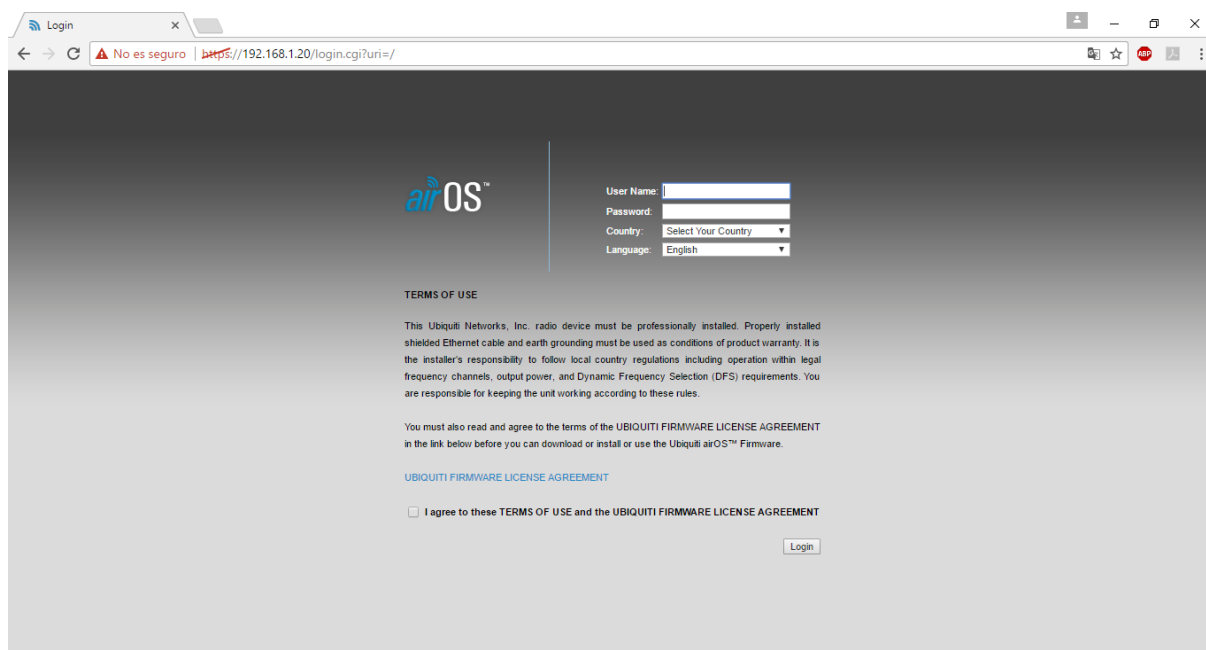 Login
No es seguro | https://192.168.1.20/login.cgi?uri=/
ABP
airOS™
User Name:
Password:
Country: Select Your Country
Language: English
TERMS OF USE
This Ubiquiti Networks, Inc. radio device must be professionally installed. Properly installed
shielded Ethernet cable and earth grounding must be used as conditions of product warranty. It is
the installer's responsibility to follow local country regulations including operation within legal
frequency channels, output power, and Dynamic Frequency Selection (DFS) requirements. You
are responsible for keeping the unit working according to these rules.
You must also read and agree to the terms of the UBIQUITI FIRMWARE LICENSE AGREEMENT
in the link below before you can download or install or use the Ubiquiti airOS™ Firmware.
UBIQUITI FIRMWARE LICENSE AGREEMENT
I agree to these TERMS OF USE and the UBIQUITI FIRMWARE LICENSE AGREEMENT
Login